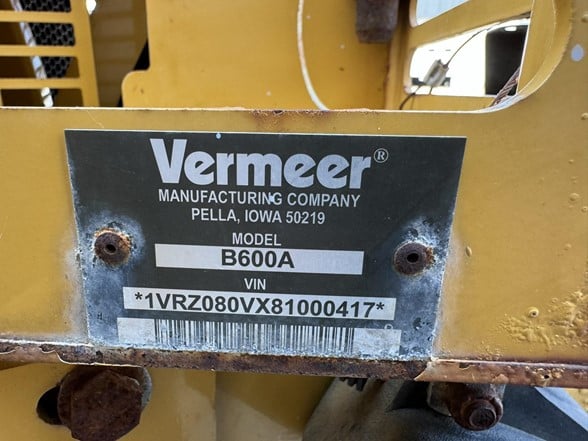 Vermeer®
MANUFACTURING COMPANY
PELLA, IOWA 50219
MODEL
B600A
VIN
*1VRZ080VX81000417*